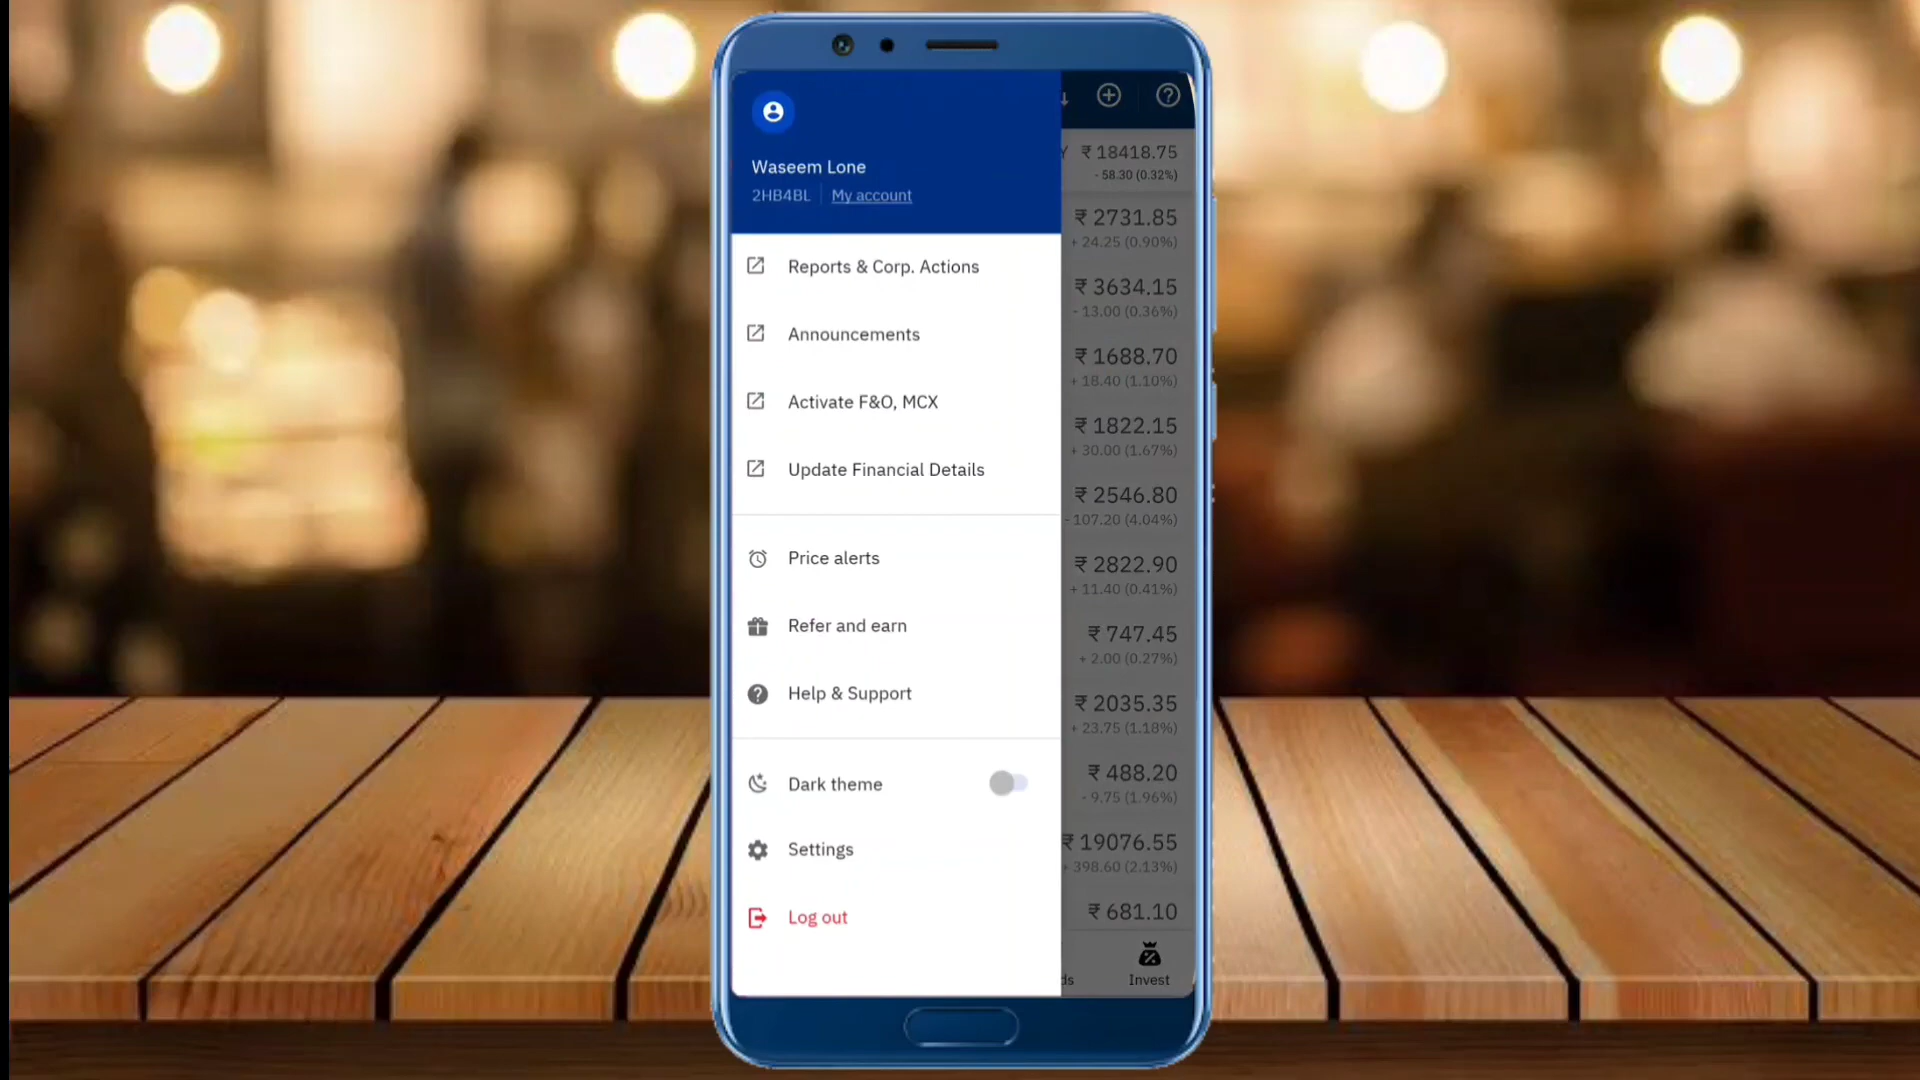 Waseem Lone
2HB4BL | My account
Reports & Corp. Actions
Announcements
Activate F&O, MCX
Update Financial Details
Price alerts
Refer and earn
Help & Support
Dark theme
Settings
Log out
Y ₹ 18418.75
- 58.30 (0.32%)
₹ 2731.85
+ 24.25 (0.90%)
₹ 3634.15
- 13.00 (0.36%)
₹ 1688.70
+ 18.40 (1.10%)
₹ 1822.15
+ 30.00 (1.67%)
₹ 2546.80
- 107.20 (4.04%)
₹ 2822.90
+ 11.40 (0.41%)
₹ 747.45
+ 2.00 (0.27%)
₹ 2035.35
+ 23.75 (1.18%)
₹ 488.20
- 9.75 (1.96%)
₹ 19076.55
+ 398.60 (2.13%)
₹ 681.10
ds
Invest